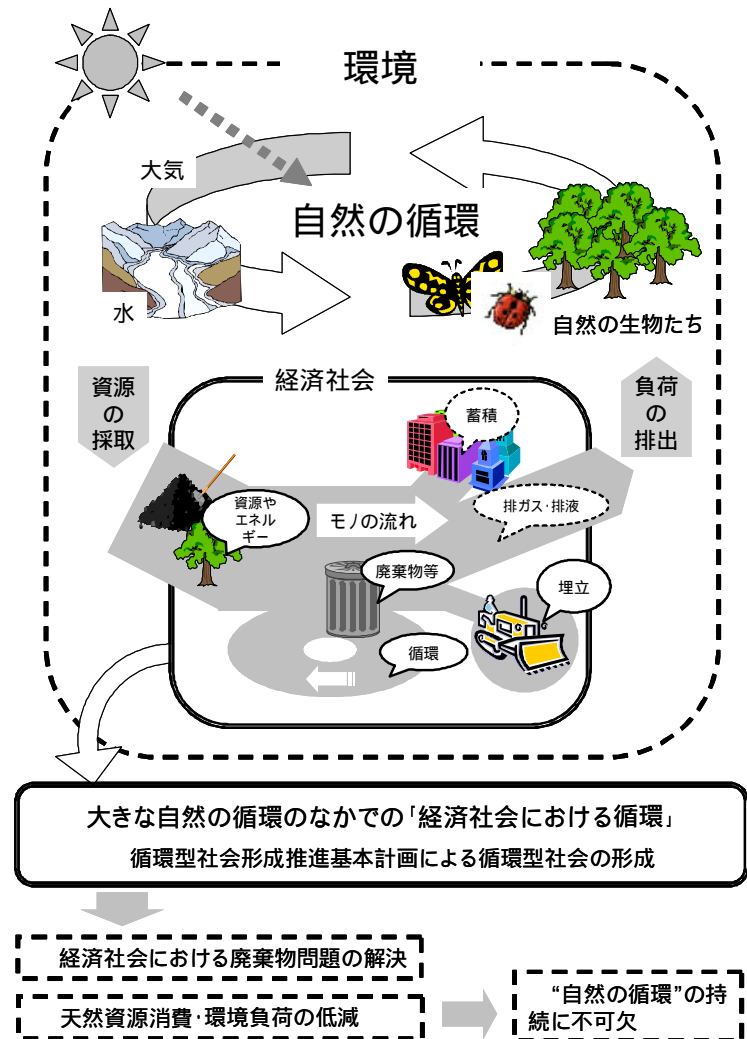 環境
大気
自然の循環
水
自然の生物たち
資源
の
採取
経済社会
負荷
の
排出
蓄積
資源や
エネル
ギー
モノの流れ
排ガス・排液
廃棄物等
埋立
循環
大きな自然の循環のなかでの「経済社会における循環」
循環型社会形成推進基本計画による循環型社会の形成
経済社会における廃棄物問題の解決
天然資源消費・環境負荷の低減
“自然の循環”の持
続に不可欠